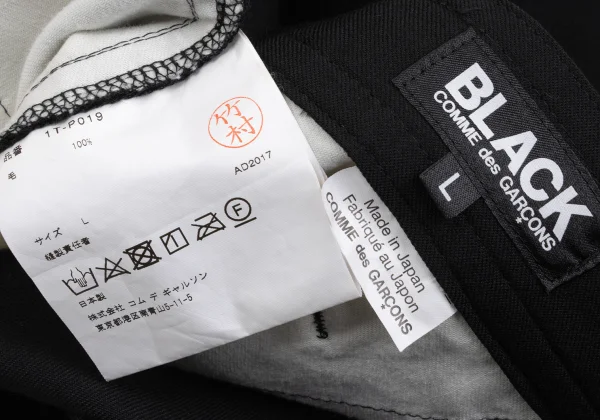 品番 1T-P019
毛 100%
竹村
AD2017
サイズ L
縫製責任者
F
日本製
株式会社 コム デ ギャルソン
東京都港区南青山5-11-5
Made in Japan
Fabriqué au Japon
COMME des GARÇONS
BLACK
COMME des GARÇONS
L